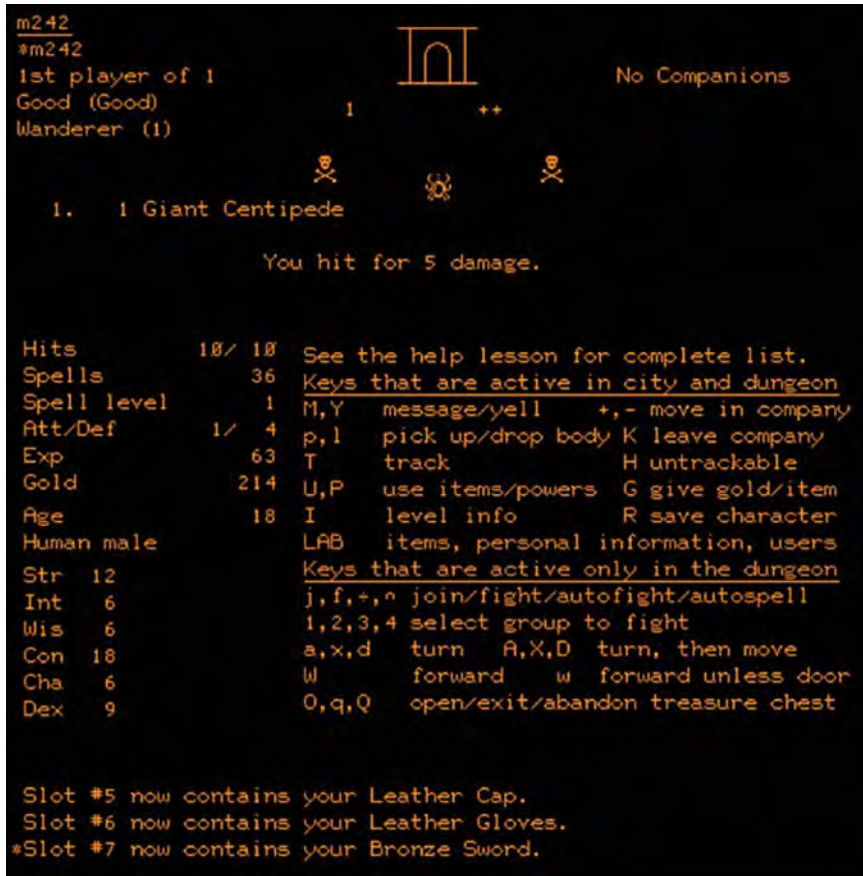 m242
*m242
1st player of 1
No Companions
Good (Good)
1 ++
Wanderer (1)
1. 1 Giant Centipede
You hit for 5 damage.
Hits 10/ 10
Spells 36
Spell level 1
Att/Def 1/ 4
Exp 63
Gold 214
Age 18
Human male
Str 12
Int 6
Wis 6
Con 18
Cha 6
Dex 9
See the help lesson for complete list.
Keys that are active in city and dungeon
M,Y message/yell +,- move in company
p,l pick up/drop body K leave company
T track H untrackable
U,P use items/powers G give gold/item
I level info R save character
LAB items, personal information, users
Keys that are active only in the dungeon
j,f,÷,^ join/fight/autofight/autospell
1,2,3,4 select group to fight
a,x,d turn A,X,D turn, then move
W forward w forward unless door
O,q,Q open/exit/abandon treasure chest
Slot #5 now contains your Leather Cap.
Slot #6 now contains your Leather Gloves.
*Slot #7 now contains your Bronze Sword.